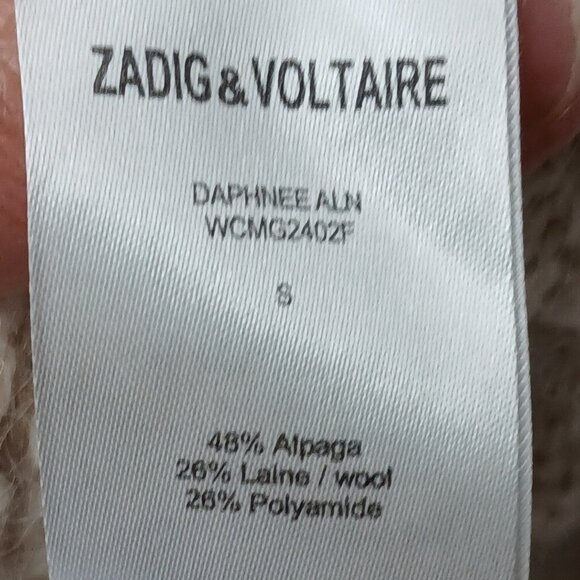 ZADIG&VOLTAIRE
DAPHNEE ALN
WCMG2402F
S
48% Alpaga
26% Laine / wool
26% Polyamide